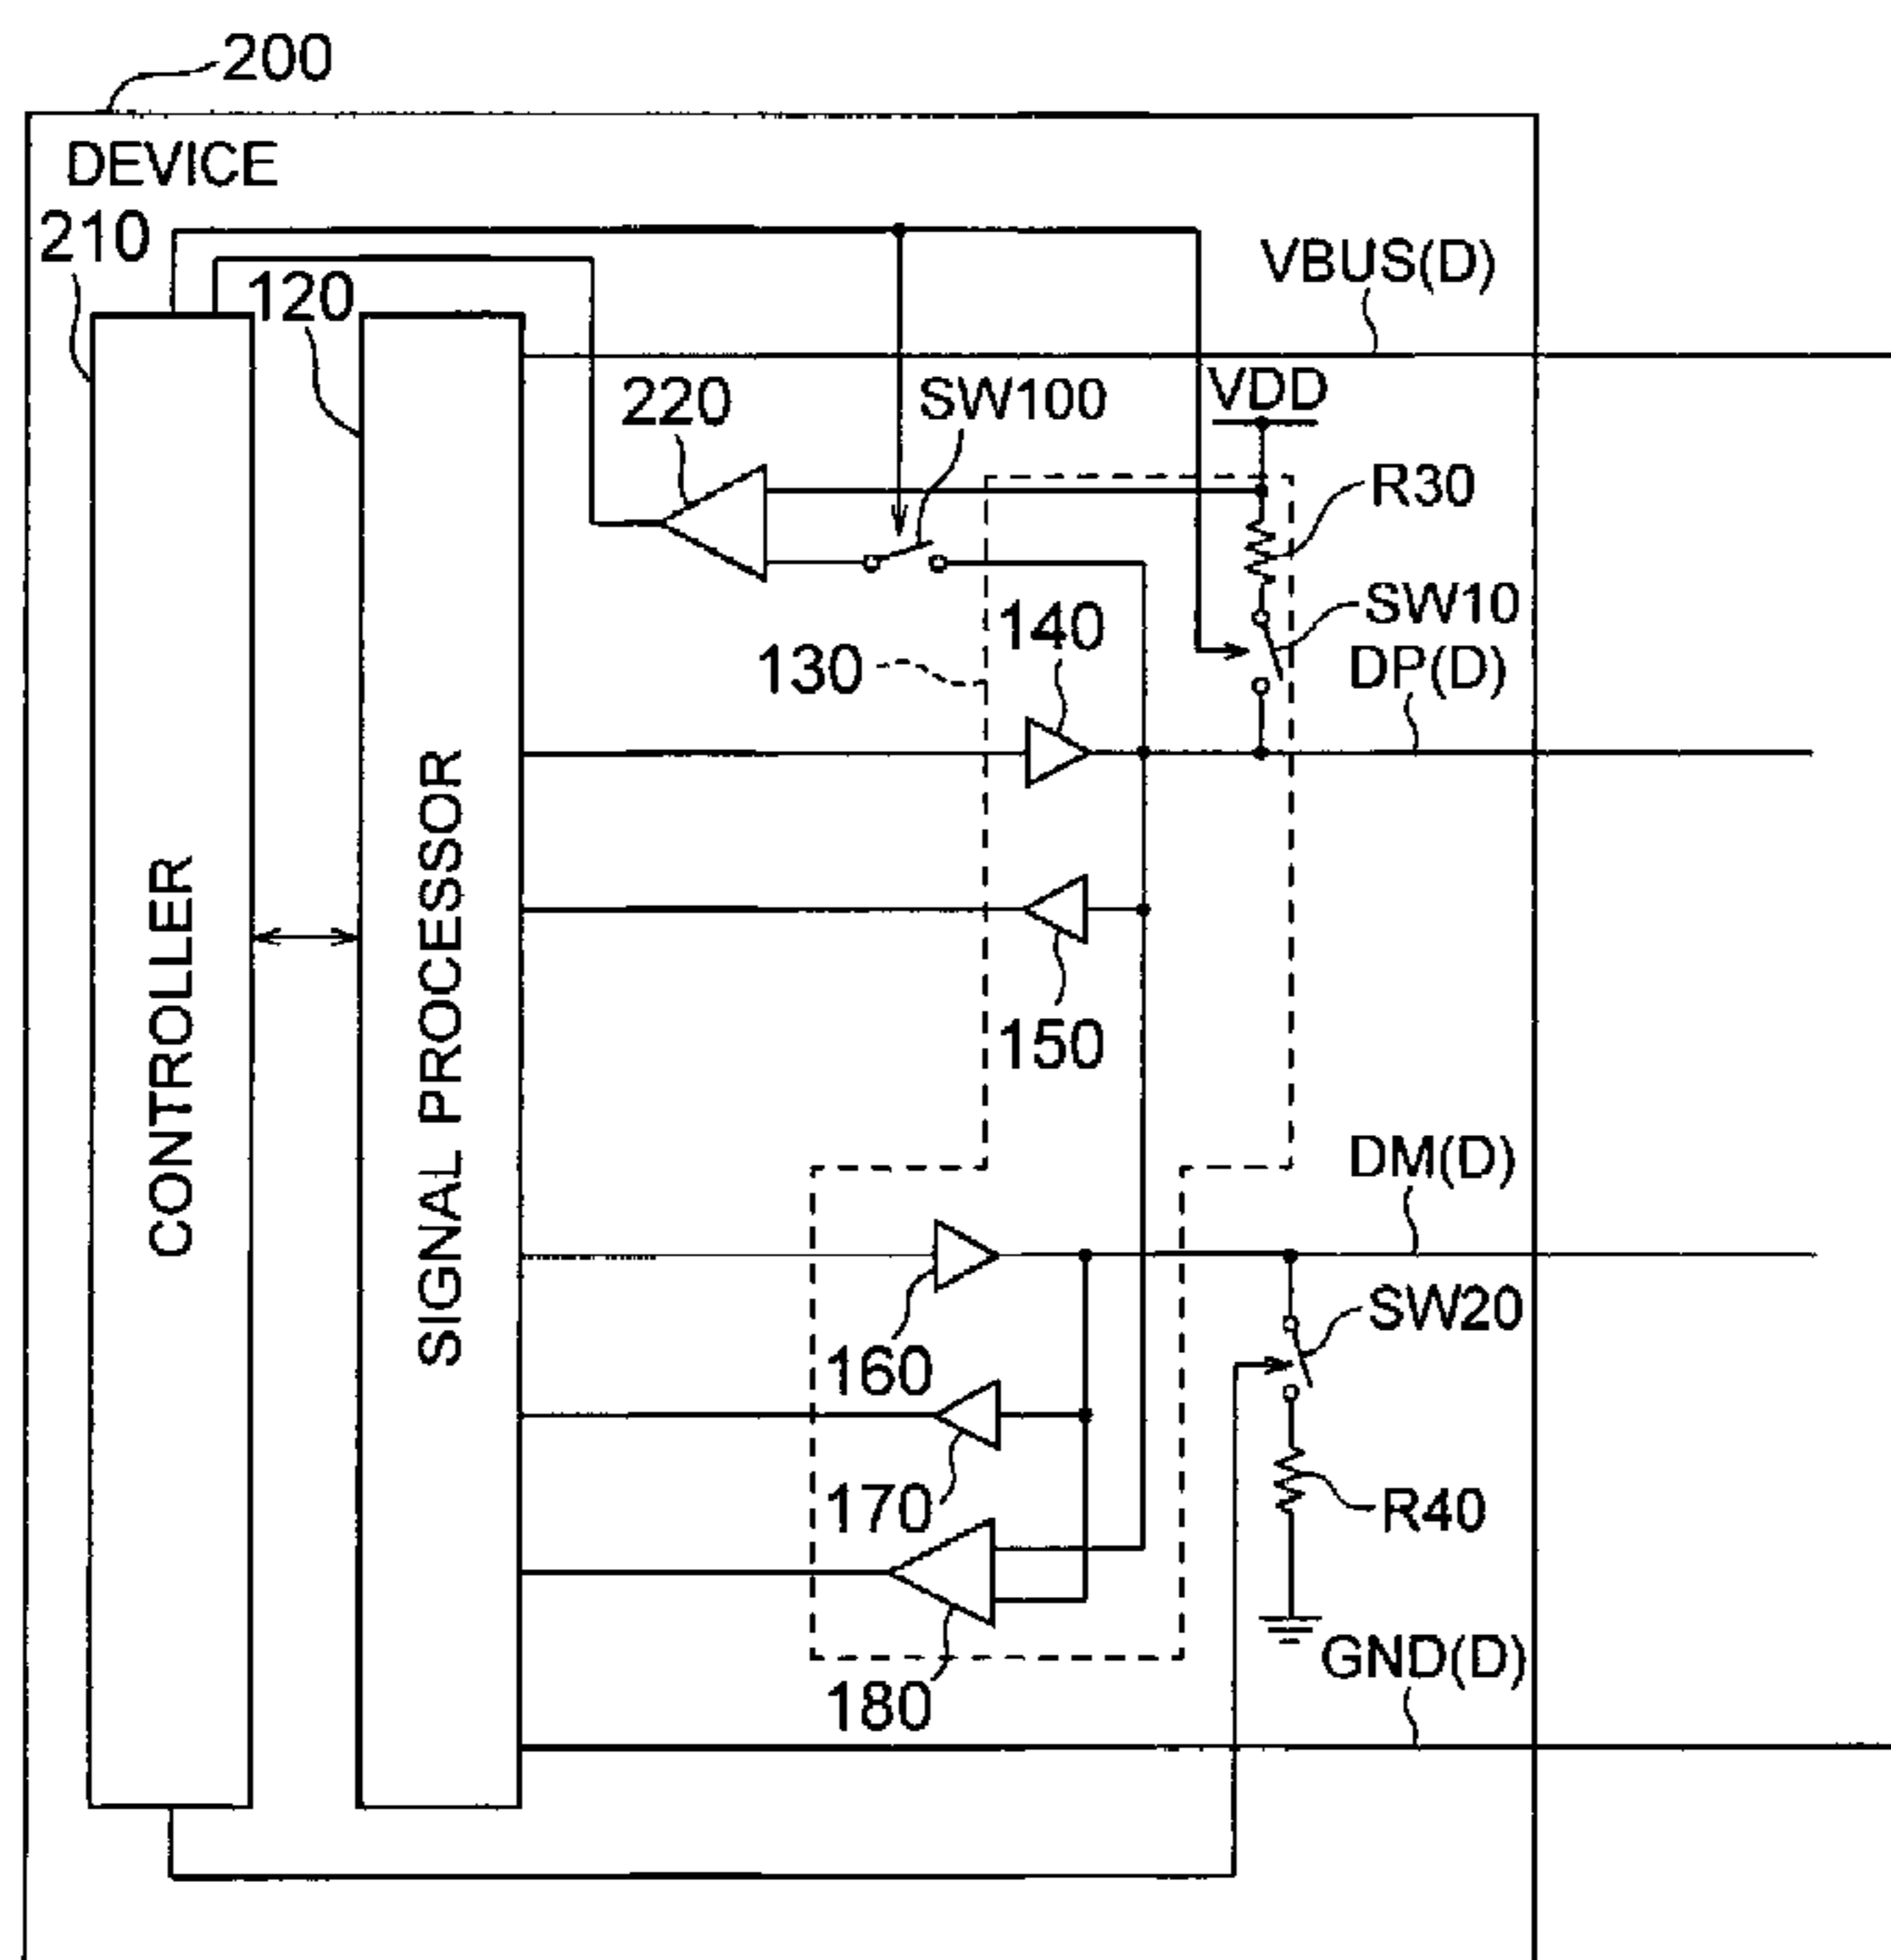 200
DEVICE
210
120
VBUS(D)
220
SW100
VDD
R30
SW10
140
130
DP(D)
CONTROLLER
SIGNAL PROCESSOR
150
DM(D)
SW20
160
170
R40
180
GND(D)